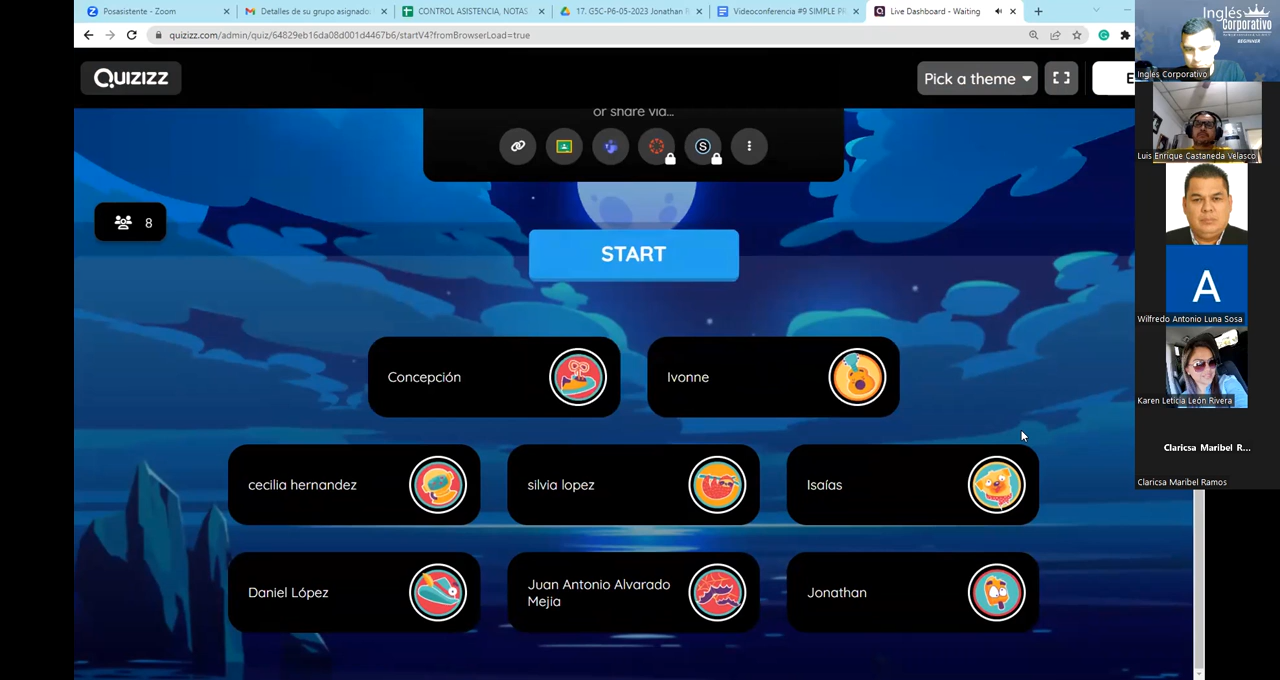 Posasistente - Zoom
Detalles de su grupo asignado:
CONTROL ASISTENCIA, NOTAS
17. G5C-P6-05-2023 Jonathan R
Videoconferencia #9 SIMPLE PR
Live Dashboard - Waiting
quizizz.com/admin/quiz/64829eb16da08d001d4467b6/startV4?fromBrowserLoad=true
QUIZIZZ
Pick a theme
E
or share via...
S
8
START
Concepción
Ivonne
cecilia hernandez
silvia lopez
Isaías
Daniel López
Juan Antonio Alvarado
Mejia
Jonathan
Inglés
Corporativo
BEGINNER
Inglés Corporativo
Luis Enrique Castaneda Velasco
A
Wilfredo Antonio Luna Sosa
Karen Leticia León Rivera
Claricsa Maribel R...
Claricsa Maribel Ramos